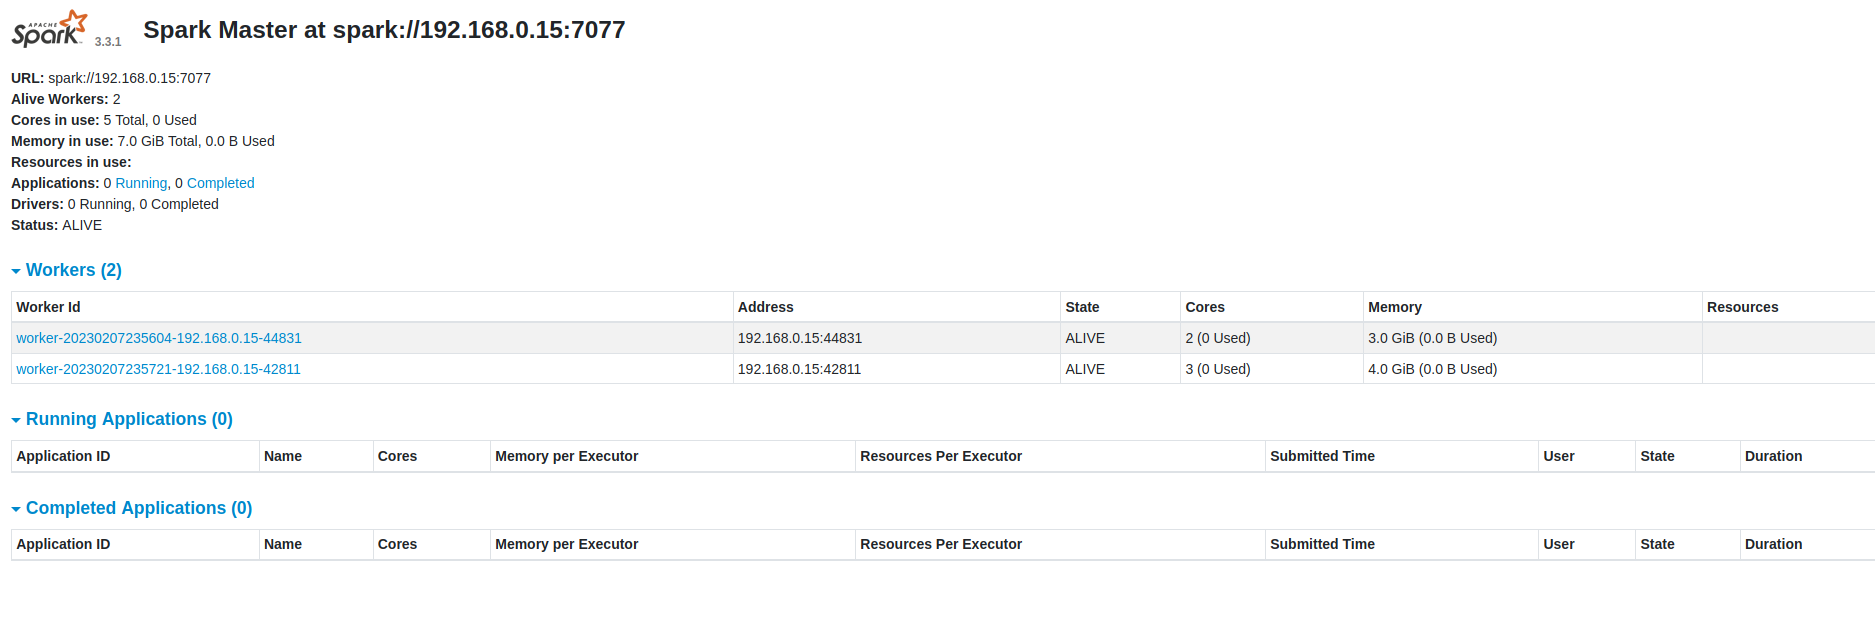 APACHE
Spark 3.3.1 Spark Master at spark://192.168.0.15:7077
URL: spark://192.168.0.15:7077
Alive Workers: 2
Cores in use: 5 Total, 0 Used
Memory in use: 7.0 GiB Total, 0.0 B Used
Resources in use:
Applications: 0 Running, 0 Completed
Drivers: 0 Running, 0 Completed
Status: ALIVE
Workers (2)
Worker Id Address State Cores Memory Resources
worker-20230207235604-192.168.0.15-44831 192.168.0.15:44831 ALIVE 2 (0 Used) 3.0 GiB (0.0 B Used)
worker-20230207235721-192.168.0.15-42811 192.168.0.15:42811 ALIVE 3 (0 Used) 4.0 GiB (0.0 B Used)
Running Applications (0)
Application ID Name Cores Memory per Executor Resources Per Executor Submitted Time User State Duration
Completed Applications (0)
Application ID Name Cores Memory per Executor Resources Per Executor Submitted Time User State Duration